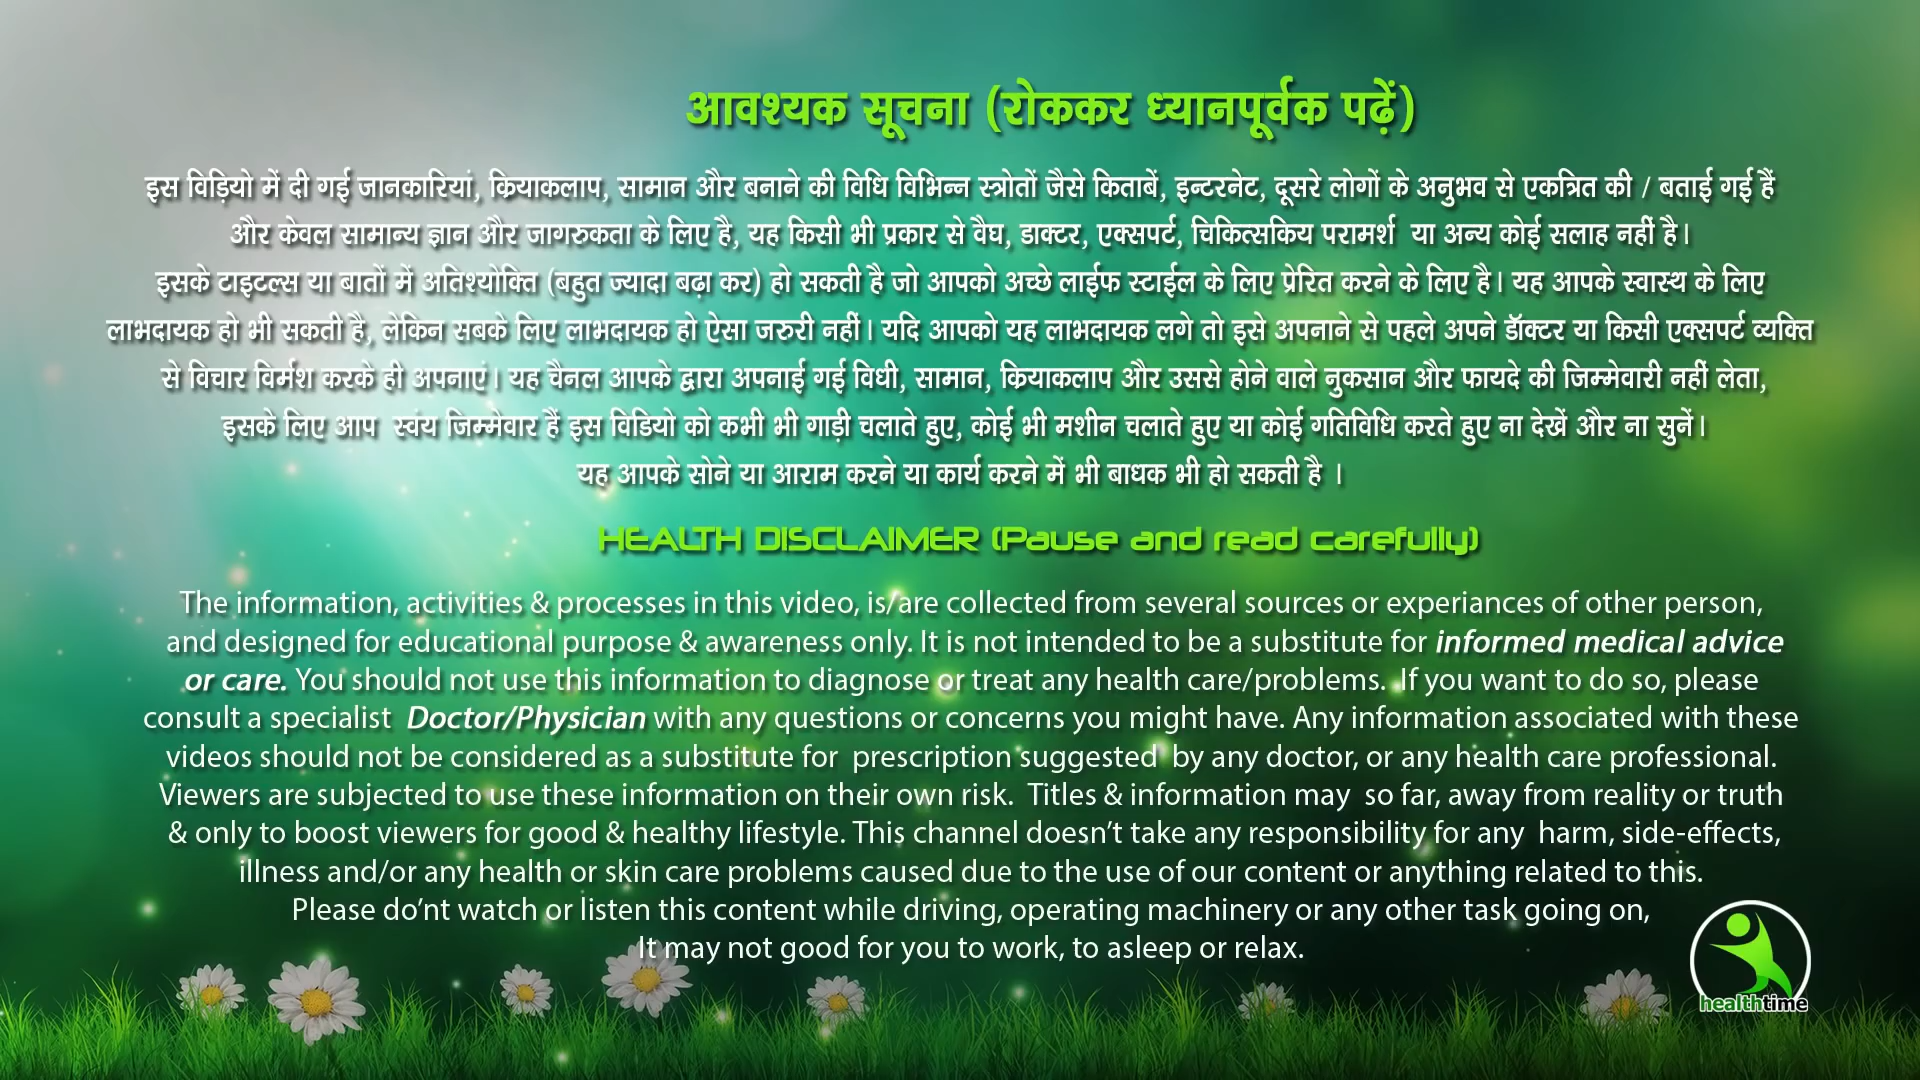 आवश्यक सूचना (रोककर ध्यानपूर्वक पढ़ें)
इस विड़ियो में दी गई जानकारियां, क्रियाकलाप, सामान और बनाने की विधि विभिन्न स्त्रोतों जैसे किताबें, इन्टरनेट, दूसरे लोगों के अनुभव से एकत्रित की / बताई गई हैं
और केवल सामान्य ज्ञान और जागरुकता के लिए है, यह किसी भी प्रकार से वैघ, डाक्टर, एक्सपर्ट, चिकित्सकिय परामर्श या अन्य कोई सलाह नहीं है।
इसके टाइटल्स या बातों में अतिश्योक्ति (बहुत ज्यादा बढ़ा कर) हो सकती है जो आपको अच्छे लाईफ स्टाईल के लिए प्रेरित करने के लिए है। यह आपके स्वास्थ के लिए
लाभदायक हो भी सकती है, लेकिन सबके लिए लाभदायक हो ऐसा जरुरी नहीं। यदि आपको यह लाभदायक लगे तो इसे अपनाने से पहले अपने डॉक्टर या किसी एक्सपर्ट व्यक्ति
से विचार विर्मश करके ही अपनाएं। यह चैनल आपके द्वारा अपनाई गई विधी, सामान, क्रियाकलाप और उससे होने वाले नुकसान और फायदे की जिम्मेवारी नहीं लेता,
इसके लिए आप स्वंय जिम्मेवार हैं इस विडियो को कभी भी गाड़ी चलाते हुए, कोई भी मशीन चलाते हुए या कोई गतिविधि करते हुए ना देखें और ना सुनें।
यह आपके सोने या आराम करने या कार्य करने में भी बाधक भी हो सकती है ।
HEALTH DISCLAIMER (Pause and read carefully)
The information, activities & processes in this video, is/are collected from several sources or experiances of other person,
and designed for educational purpose & awareness only. It is not intended to be a substitute for informed medical advice
or care. You should not use this information to diagnose or treat any health care/problems. If you want to do so, please
consult a specialist Doctor/Physician with any questions or concerns you might have. Any information associated with these
videos should not be considered as a substitute for prescription suggested by any doctor, or any health care professional.
Viewers are subjected to use these information on their own risk. Titles & information may so far, away from reality or truth
& only to boost viewers for good & healthy lifestyle. This channel doesn't take any responsibility for any harm, side-effects,
illness and/or any health or skin care problems caused due to the use of our content or anything related to this.
Please do'nt watch or listen this content while driving, operating machinery or any other task going on,
It may not good for you to work, to asleep or relax.
healthtime